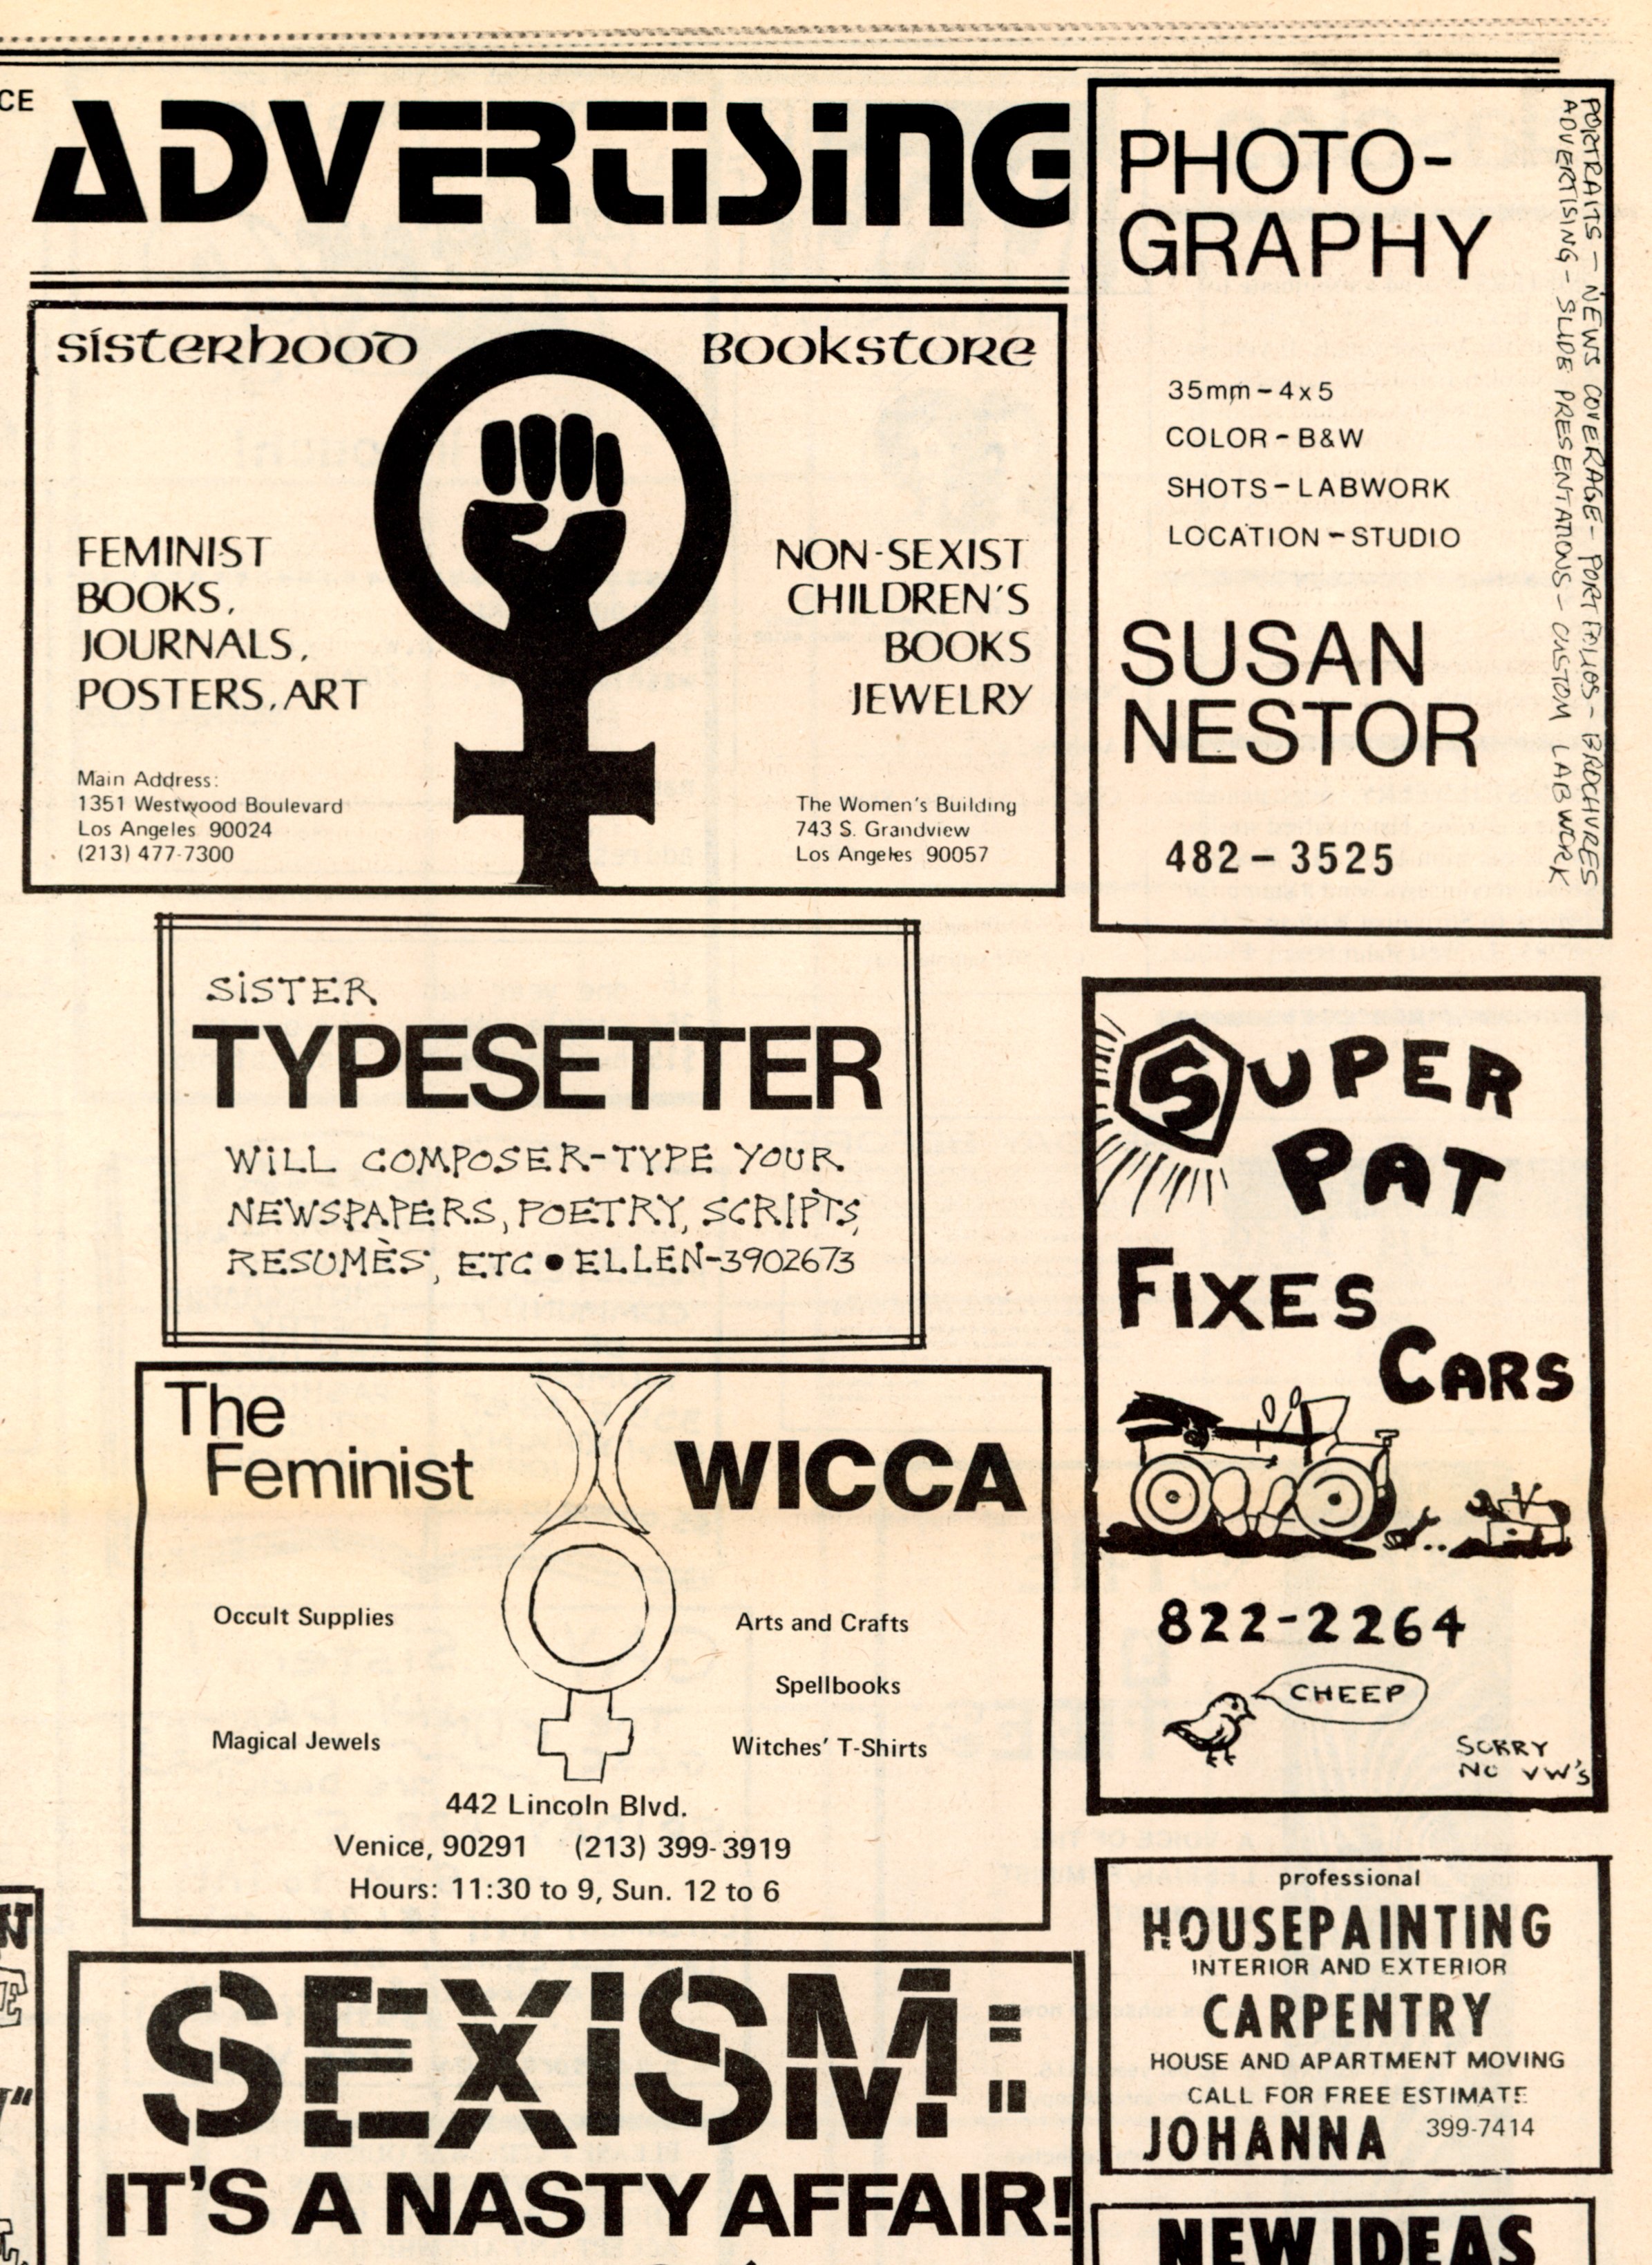 CE
ADVERTISING
sisterhood
Bookstore
FEMINIST
BOOKS,
JOURNALS,
POSTERS, ART
NON-SEXIST
CHILDREN'S
BOOKS
JEWELRY
Main Address:
1351 Westwood Boulevard
Los Angeles 90024
(213) 477-7300
The Women's Building
743 S. Grandview
Los Angeles 90057
PHOTO-
GRAPHY
35mm – 4x5
COLOR – B&W
SHOTS – LABWORK
LOCATION – STUDIO
SUSAN
NESTOR
482 – 3525
PORTRAITS – NEWS COVERAGE – PORTFOLIOS – BROCHURES
ADVERTISING – SLIDE PRESENTATIONS – CUSTOM LABWORK
SISTER
TYPESETTER
WILL COMPOSER-TYPE YOUR
NEWSPAPERS, POETRY, SCRIPTS,
RESUMÈS, ETC • ELLEN-3902673
SUPER
PAT
FIXES
CARS
822-2264
CHEEP
SORRY
NO VW'S
The
Feminist
WICCA
Occult Supplies
Magical Jewels
Arts and Crafts
Spellbooks
Witches' T-Shirts
442 Lincoln Blvd.
Venice, 90291 (213) 399-3919
Hours: 11:30 to 9, Sun. 12 to 6
professional
HOUSEPAINTING
INTERIOR AND EXTERIOR
CARPENTRY
HOUSE AND APARTMENT MOVING
CALL FOR FREE ESTIMATE
JOHANNA 399-7414
SEXISM:
IT'S A NASTY AFFAIR!
NEW IDEAS
N
E